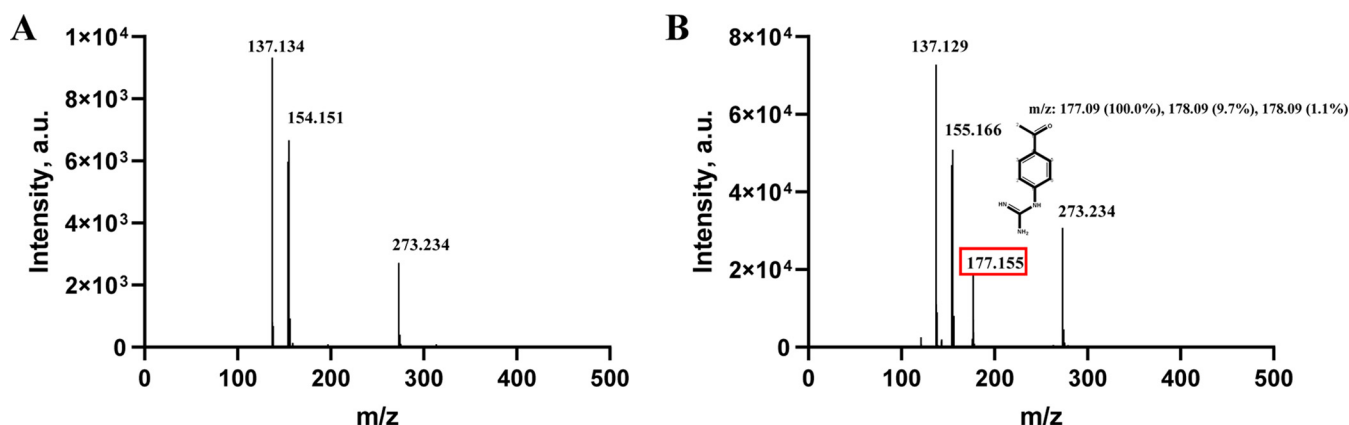 A
Intensity, a.u.
1×10⁴
8×10³
6×10³
4×10³
2×10³
0
137.134
154.151
273.234
0 100 200 300 400 500
m/z
B
Intensity, a.u.
8×10⁴
6×10⁴
4×10⁴
2×10⁴
0
137.129
m/z: 177.09 (100.0%), 178.09 (9.7%), 178.09 (1.1%)
155.166
O
HN
NH
NH₂
177.155
273.234
0 100 200 300 400 500
m/z